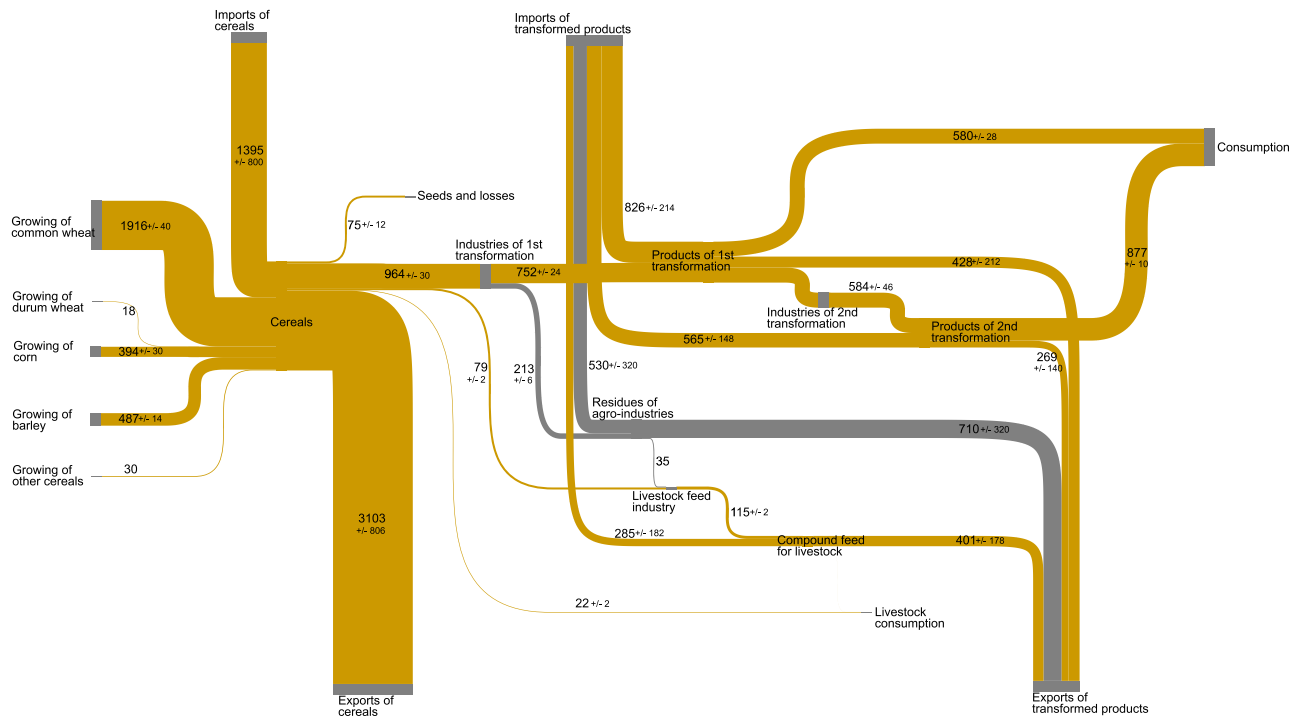 Imports of
cereals
Imports of
transformed products
1395
+/- 800
580 +/- 28
Consumption
Seeds and losses
75 +/- 12
826 +/- 214
Growing of
common wheat
1916 +/- 40
Industries of 1st
transformation
964 +/- 30
752 +/- 24
Products of 1st
transformation
428 +/- 212
877
+/- 10
584 +/- 46
Growing of
durum wheat
18
Cereals
Industries of 2nd
transformation
Products of 2nd
transformation
565 +/- 148
Growing of
corn
394 +/- 30
79
+/- 2
213
+/- 6
530 +/- 320
269
+/- 140
Growing of
barley
487 +/- 14
Residues of
agro-industries
710 +/- 320
Growing of
other cereals
30
35
Livestock feed
industry
115 +/- 2
3103
+/- 806
285 +/- 182
Compound feed
for livestock
401 +/- 178
22 +/- 2
Livestock
consumption
Exports of
cereals
Exports of
transformed products